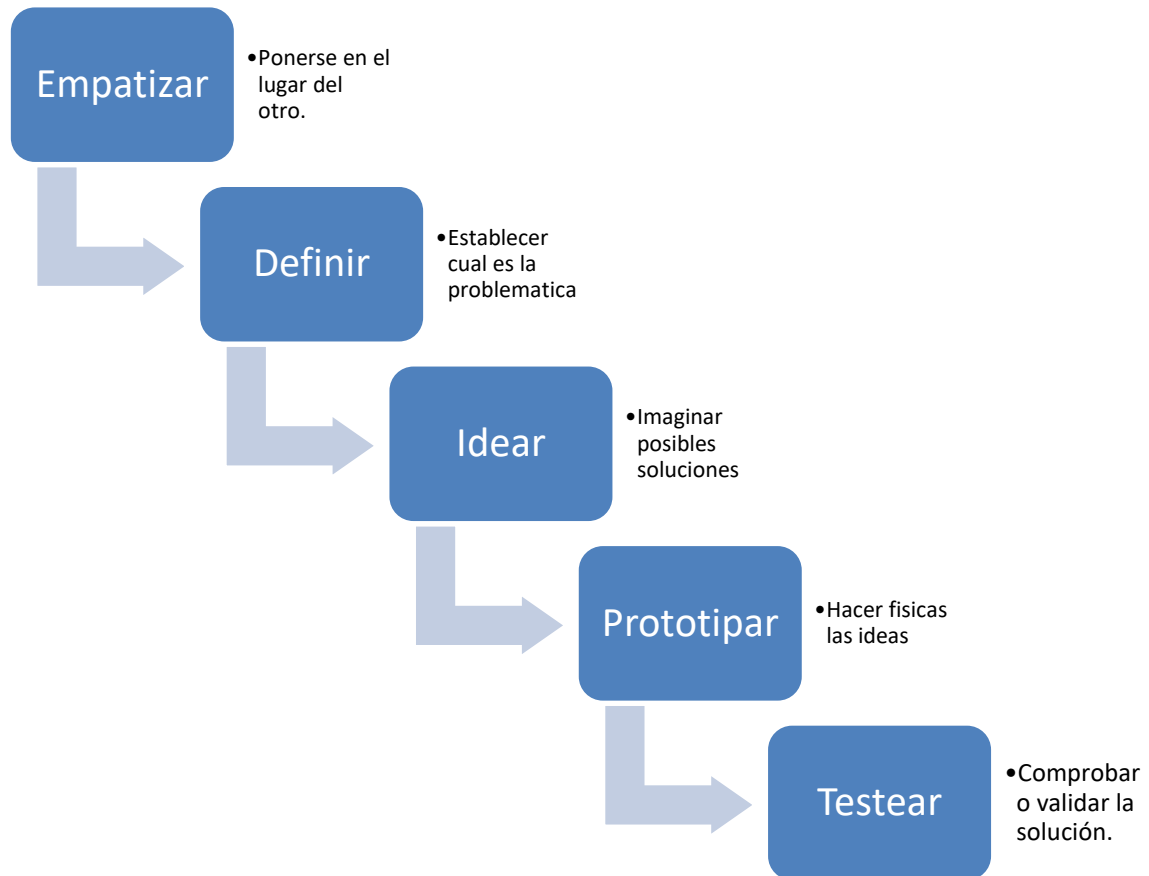 Empatizar
•Ponerse en el
lugar del
otro.
Definir
•Establecer
cual es la
problematica
Idear
•Imaginar
posibles
soluciones
Prototipar
•Hacer fisicas
las ideas
Testear
•Comprobar
o validar la
solución.